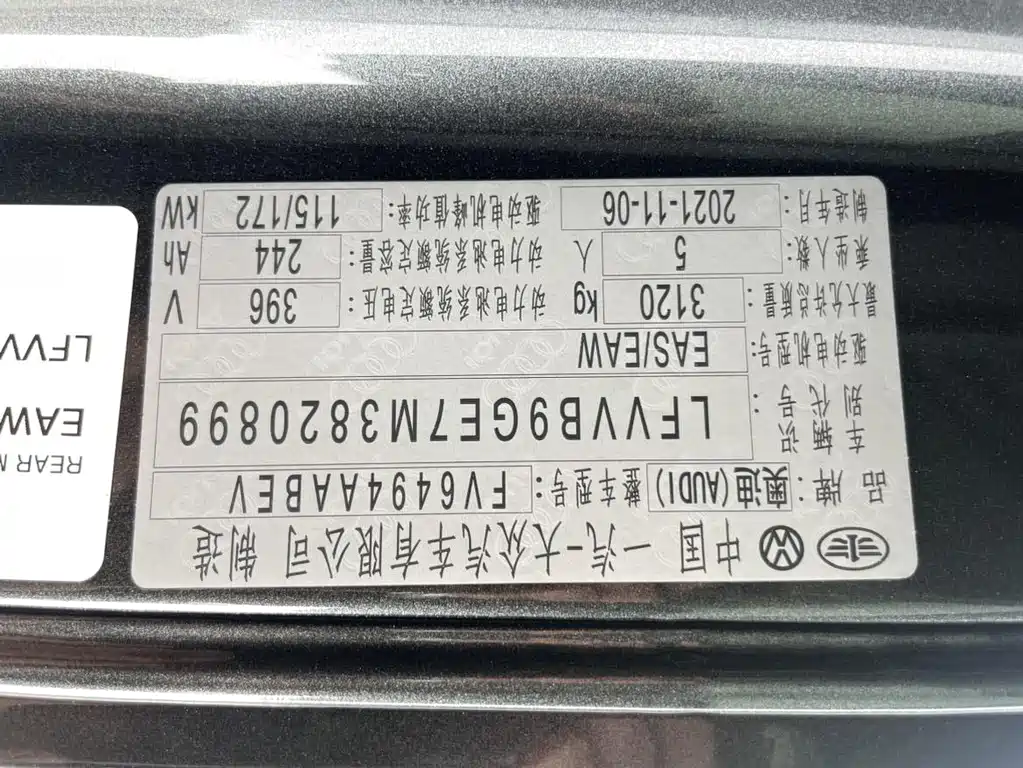 中国 一汽-大众汽车有限公司 制造
品牌：奥迪(AUDI) 整车型号：FV6494AABEV
车辆识别代号：LFVVB9GE7M3820899
驱动电机型号：EAS/EAW
最大允许总质量：3120 kg 动力电池系统额定电压：396 V
乘坐人数：5 人 动力电池系统额定容量：244 Ah
制造年月：2021-11-06 驱动电机峰值功率：115/172 kW
REAR
EAW
LFVV